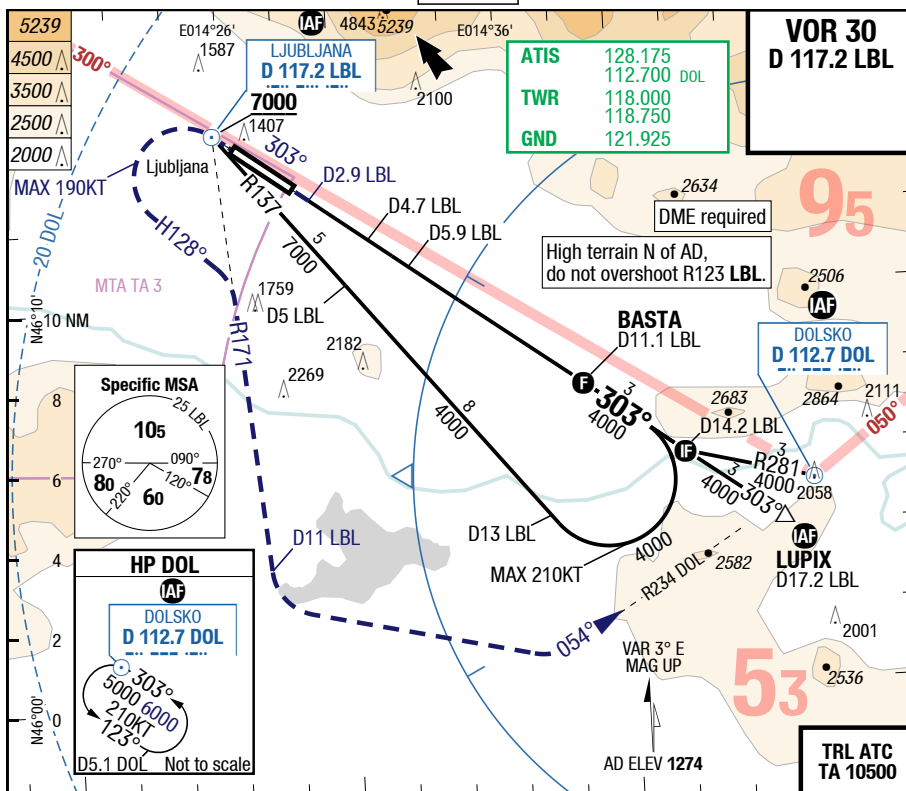 5239
4500
3500
2500
2000
300°
E014°26'
1587
IAF
4843
5239
E014°36'
LJUBLJANA
D 117.2 LBL
7000
1407
2100
ATIS 128.175
112.700 DOL
TWR 118.000
118.750
GND 121.925
VOR 30
D 117.2 LBL
Ljubljana
303°
D2.9 LBL
MAX 190KT
R137
D4.7 LBL
2634
95
DME required
D5.9 LBL
20 DOL
H128°
5
7000
High terrain N of AD,
do not overshoot R123 LBL.
MTA TA 3
1759
D5 LBL
2506
IAF
N46°10'
10 NM
R171
BASTA
D11.1 LBL
DOLSKO
D 112.7 DOL
2182
2269
F
3
303°
4000
2683
2864
2111
050°
Specific MSA
25 LBL
105
270°
090°
80
78
220°
120°
60
8
8
4000
D14.2 LBL
IF
3
R281
4000
3
303°
4000
2058
6
D13 LBL
4000
MAX 210KT
IAF
LUPIX
D17.2 LBL
D11 LBL
4
R234 DOL
2582
HP DOL
IAF
DOLSKO
D 112.7 DOL
303°
5000 6000
210KT
123°
D5.1 DOL Not to scale
2
054°
2001
VAR 3° E
MAG UP
53
2536
N46°00'
0
AD ELEV 1274
TRL ATC
TA 10500